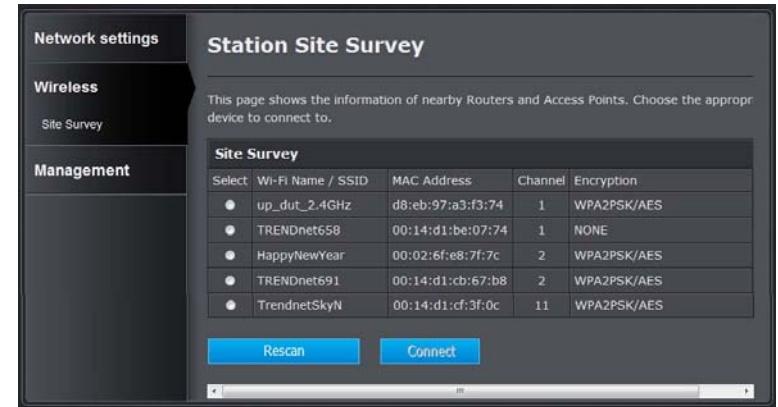 Network settings
Wireless
Site Survey
Management
Station Site Survey
This page shows the information of nearby Routers and Access Points. Choose the appropr
device to connect to.
Site Survey
Select Wi-Fi Name / SSID MAC Address Channel Encryption
up_dut_2.4GHz d8:eb:97:a3:f3:74 1 WPA2PSK/AES
TRENDnet658 00:14:d1:be:07:74 1 NONE
HappyNewYear 00:02:6f:e8:7f:7c 2 WPA2PSK/AES
TRENDnet691 00:14:d1:cb:67:b8 2 WPA2PSK/AES
TrendnetSkyN 00:14:d1:cf:3f:0c 11 WPA2PSK/AES
Rescan Connect